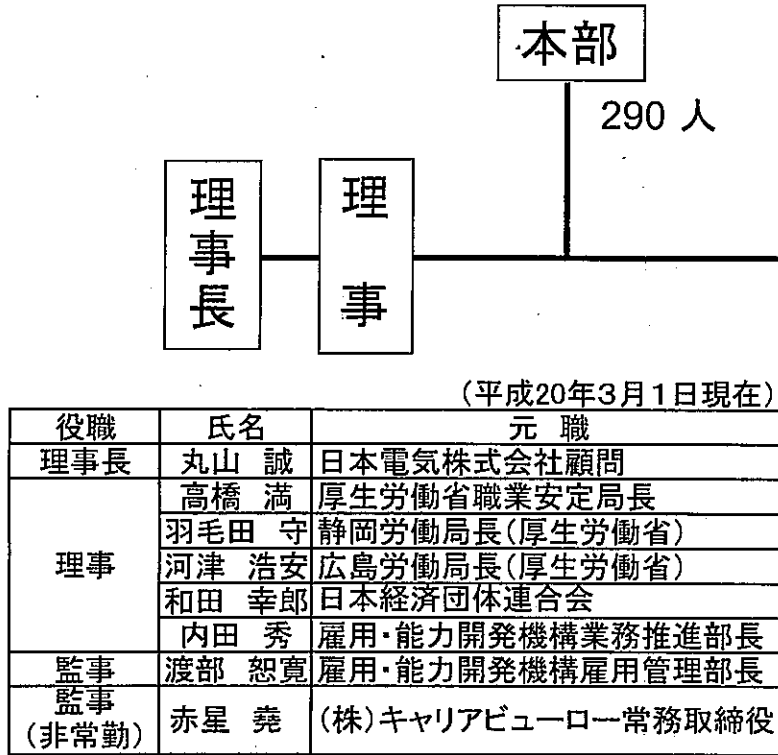 本部
290 人
理事長
理事
(平成20年3月1日現在)
役職 氏名 元 職
理事長 丸山 誠 日本電気株式会社顧問
理事 高橋 満 厚生労働省職業安定局長
羽毛田 守 静岡労働局長(厚生労働省)
河津 浩安 広島労働局長(厚生労働省)
和田 幸郎 日本経済団体連合会
内田 秀 雇用・能力開発機構業務推進部長
監事 渡部 恕寛 雇用・能力開発機構雇用管理部長
監事(非常勤) 赤星 堯 (株)キャリアビューロー常務取締役